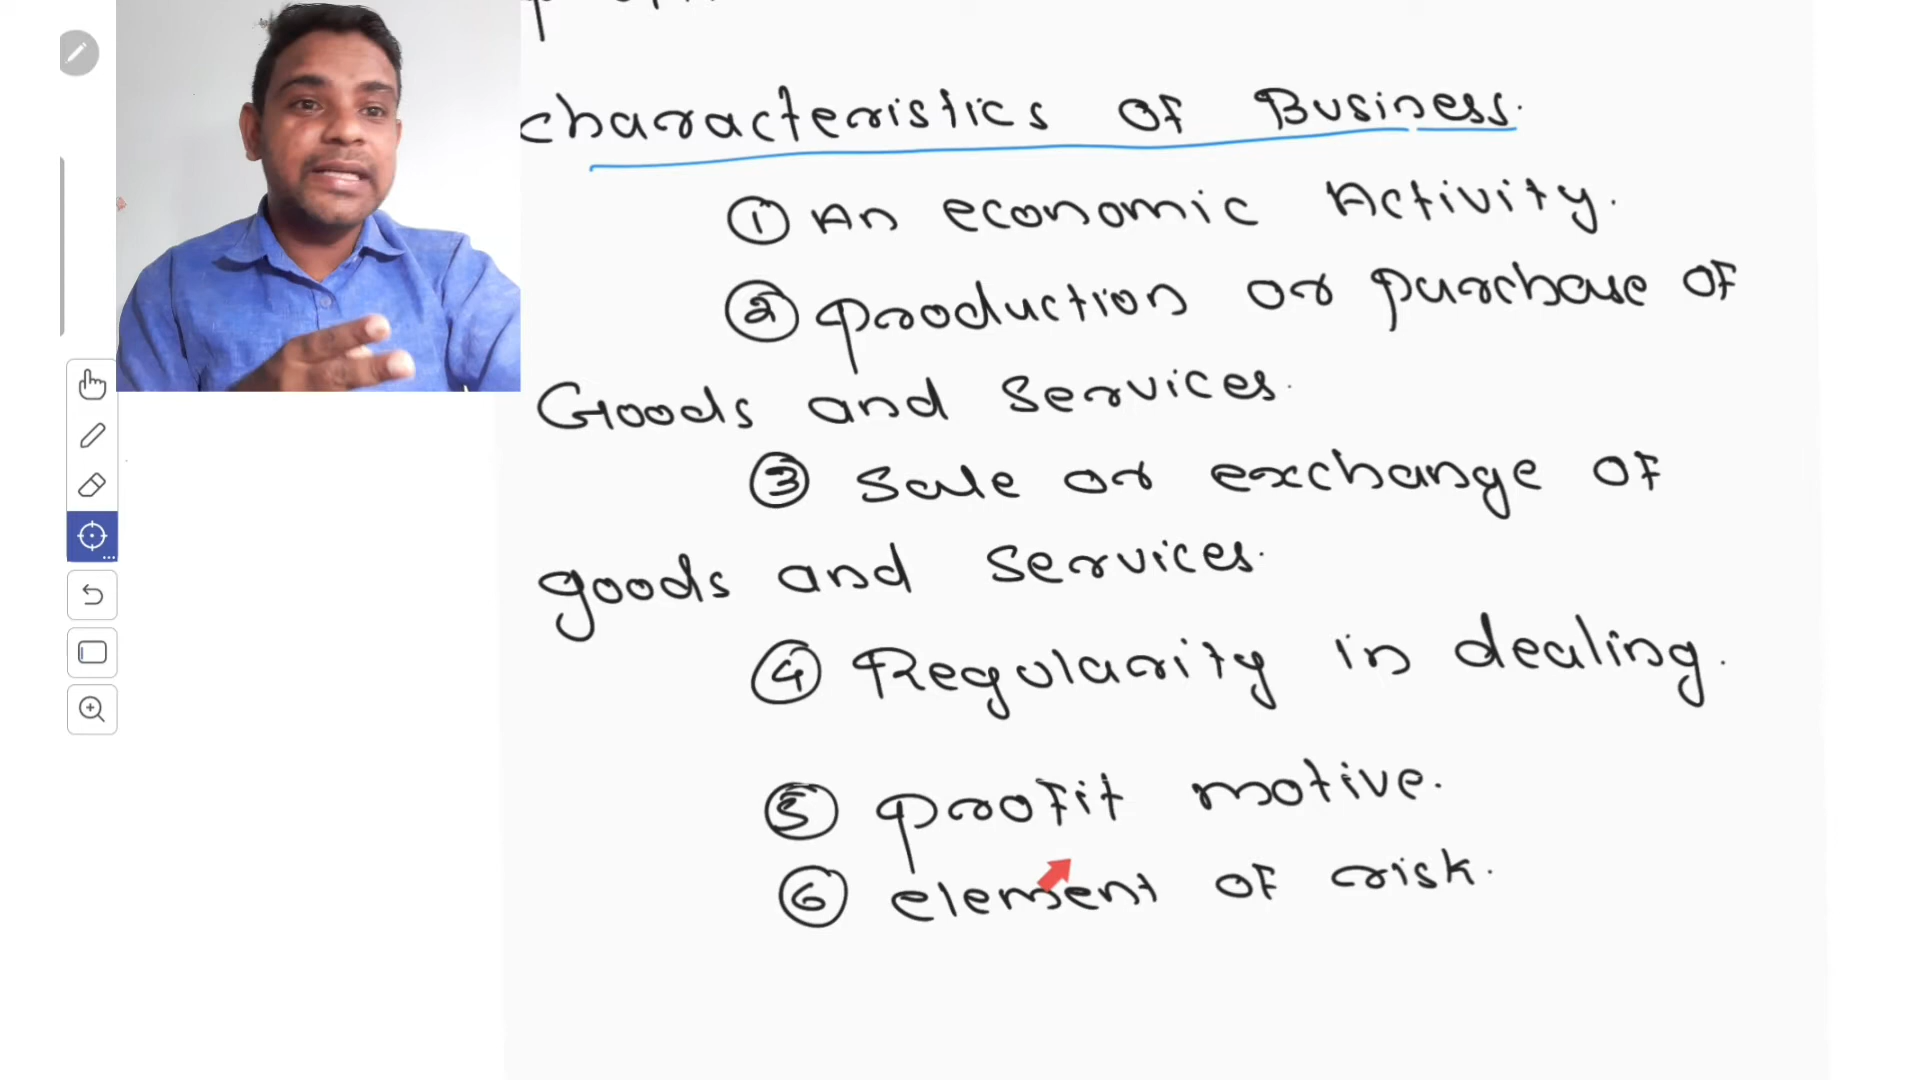 characteristics of Business.
① An economic Activity.
② production or purchase of
Goods and Services.
③ Sale or exchange of
goods and Services.
④ Regularity in dealing.
⑤ profit motive.
⑥ element of risk.